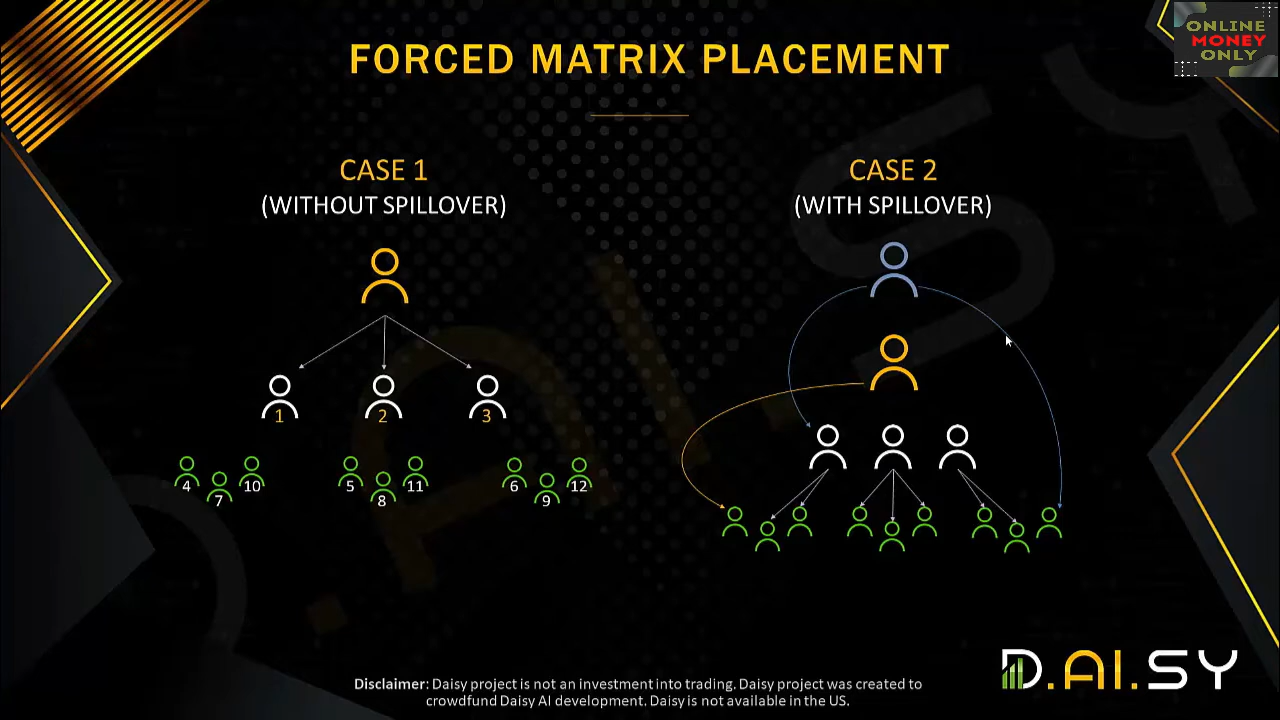 ONLINE
MONEY
ONLY
FORCED MATRIX PLACEMENT
CASE 1
(WITHOUT SPILLOVER)
1 2 3
4 7 10 5 8 11 6 9 12
CASE 2
(WITH SPILLOVER)
D.AI.SY
Disclaimer: Daisy project is not an investment into trading. Daisy project was created to
crowdfund Daisy AI development. Daisy is not available in the US.